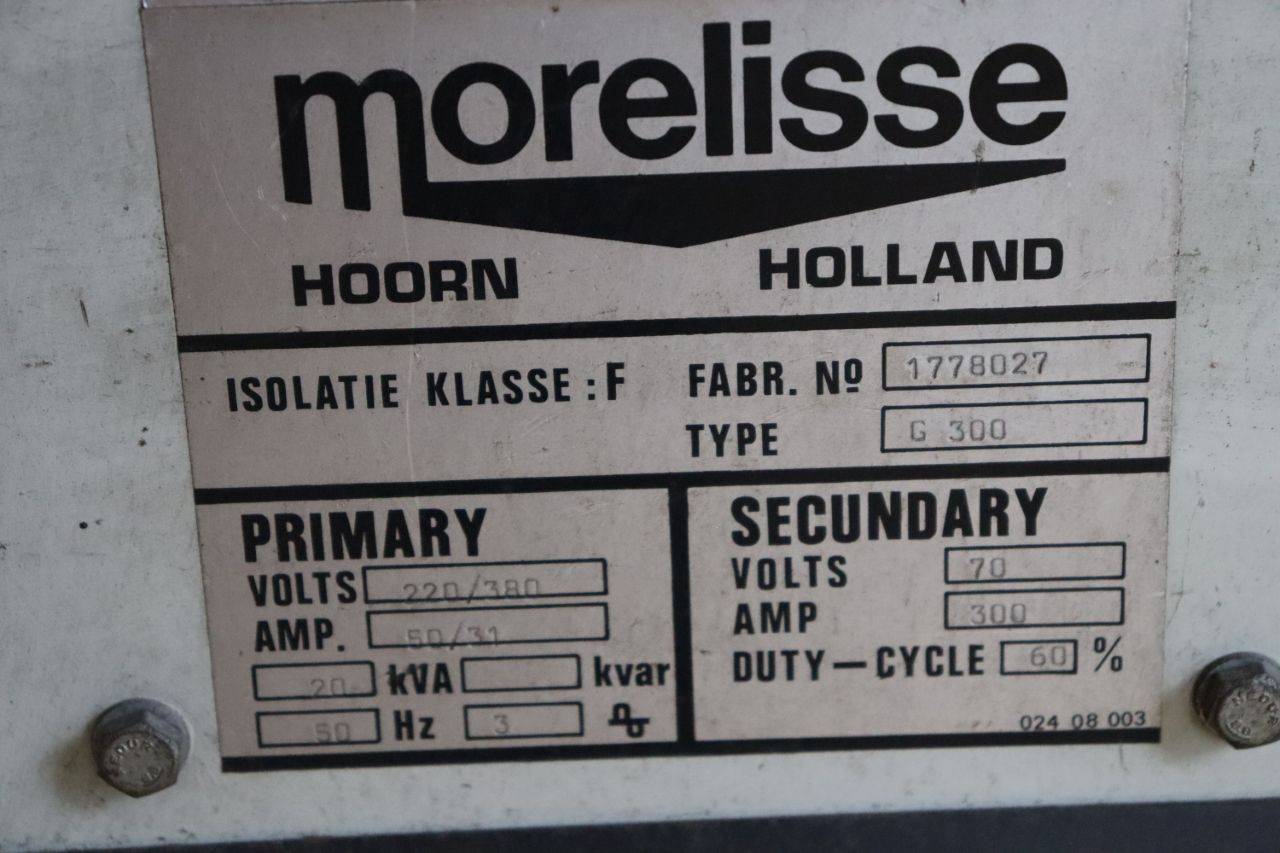 morelisse
HOORN HOLLAND
ISOLATIE KLASSE : F
FABR. Nº 1778027
TYPE G 300
PRIMARY
VOLTS 220/380
AMP. 50/31
20 kVA kvar
50 Hz 3
SECUNDARY
VOLTS 70
AMP 300
DUTY—CYCLE 60 %
024 08 003